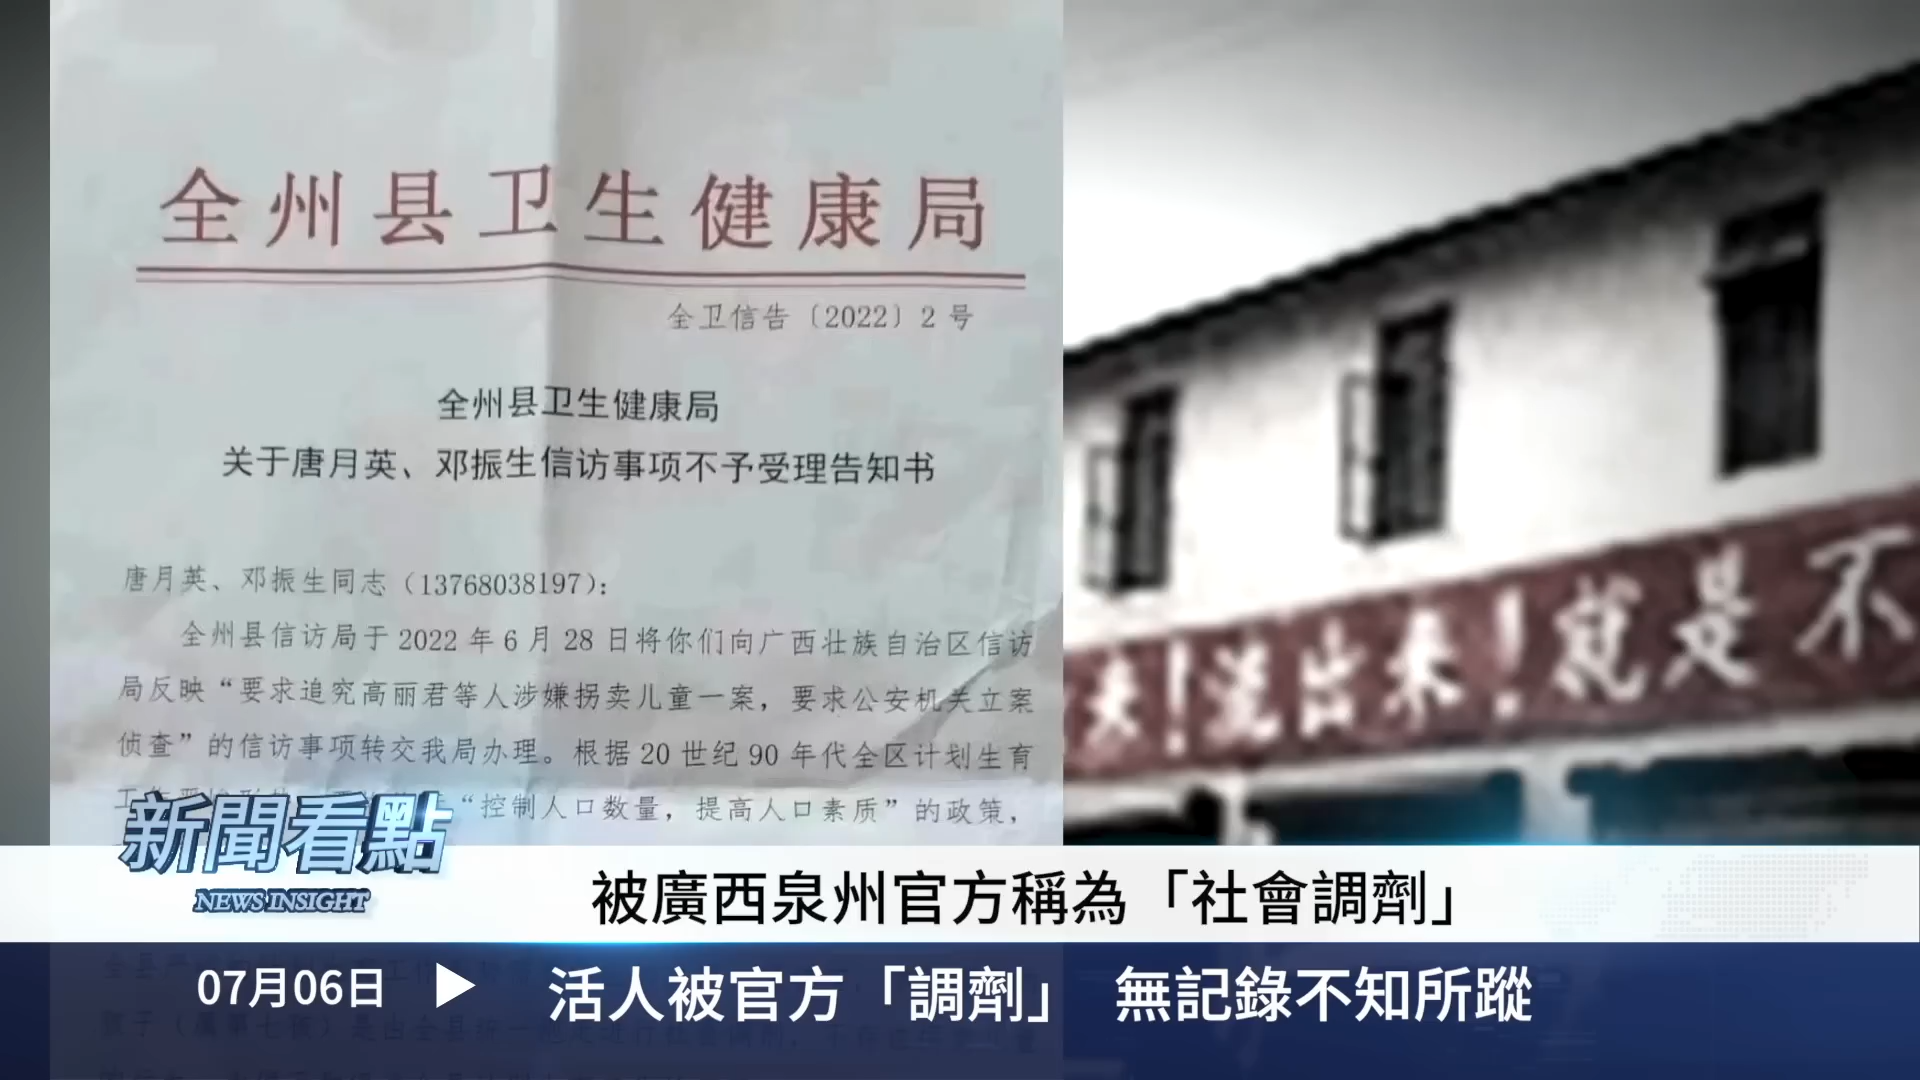 全州县卫生健康局
全卫信告〔2022〕2号
全州县卫生健康局
关于唐月英、邓振生信访事项不予受理告知书
唐月英、邓振生同志（13768038197）：
全州县信访局于2022年6月28日将你们向广西壮族自治区信访
局反映“要求追究高丽君等人涉嫌拐卖儿童一案，要求公安机关立案
侦查”的信访事项转交我局办理。根据20世纪90年代全区计划生育
“控制人口数量，提高人口素质”的政策，
！流出来！就是不
新聞看點
NEWS INSIGHT
被廣西泉州官方稱為「社會調劑」
07月06日 活人被官方「調劑」 無記錄不知所蹤